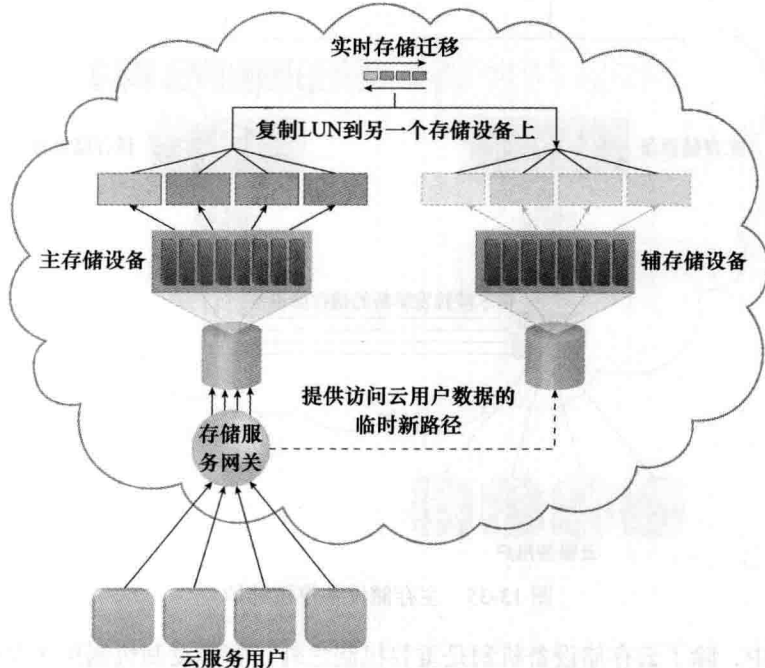 实时存储迁移
复制LUN到另一个存储设备上
主存储设备
辅存储设备
提供访问云用户数据的
临时新路径
存储服
务网关
云服务用户